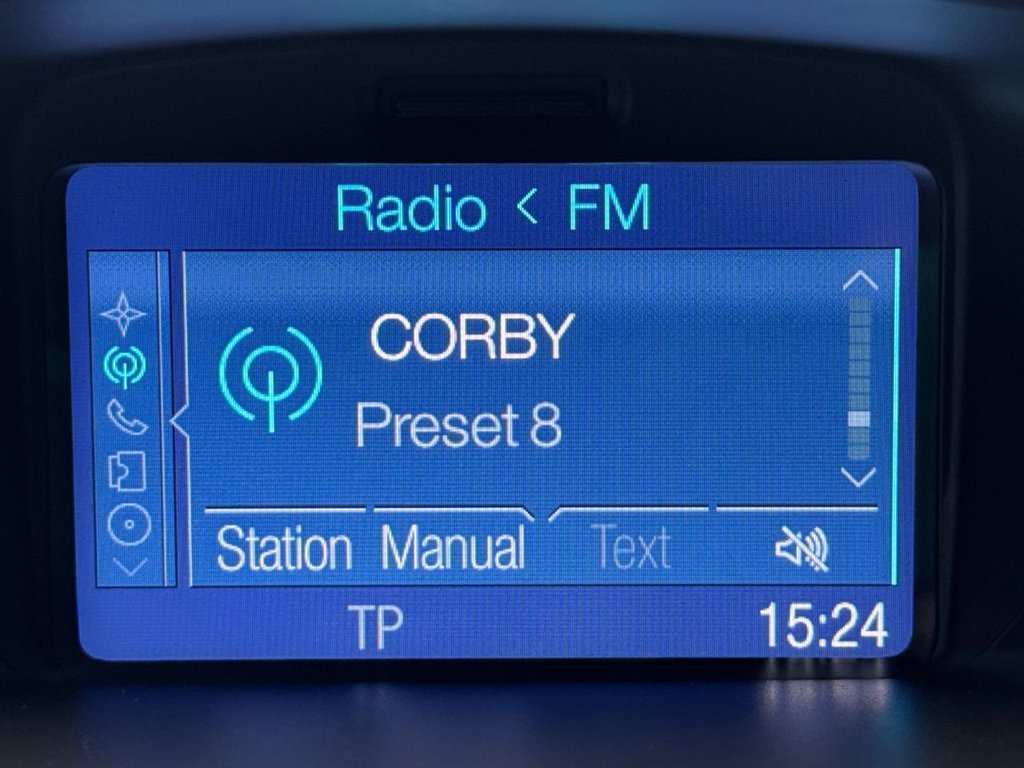 Radio < FM
CORBY
Preset 8
Station Manual Text
TP 15:24